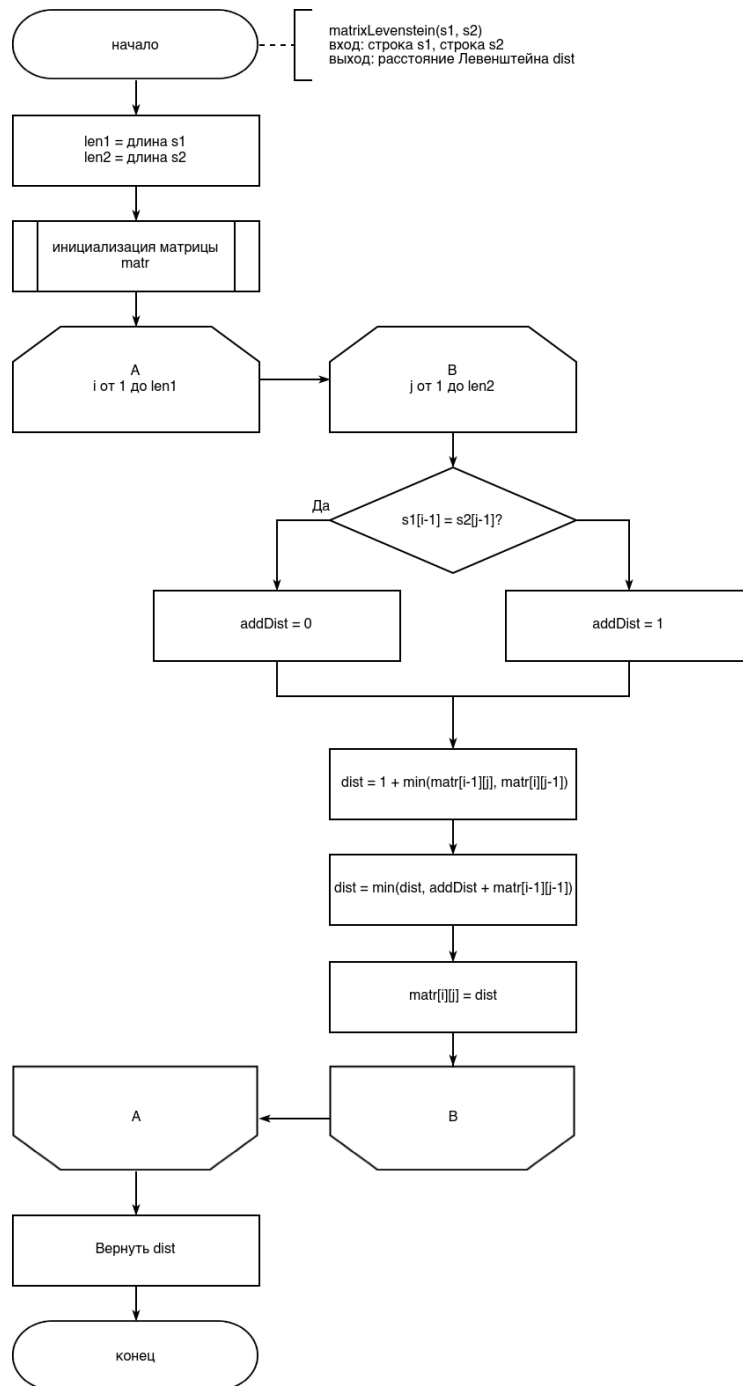 начало
matrixLevenstein(s1, s2)
вход: строка s1, строка s2
выход: расстояние Левенштейна dist
len1 = длина s1
len2 = длина s2
инициализация матрицы
matr
A
i от 1 до len1
B
j от 1 до len2
Да
s1[i-1] = s2[j-1]?
addDist = 0
addDist = 1
dist = 1 + min(matr[i-1][j], matr[i][j-1])
dist = min(dist, addDist + matr[i-1][j-1])
matr[i][j] = dist
A
B
Вернуть dist
конец